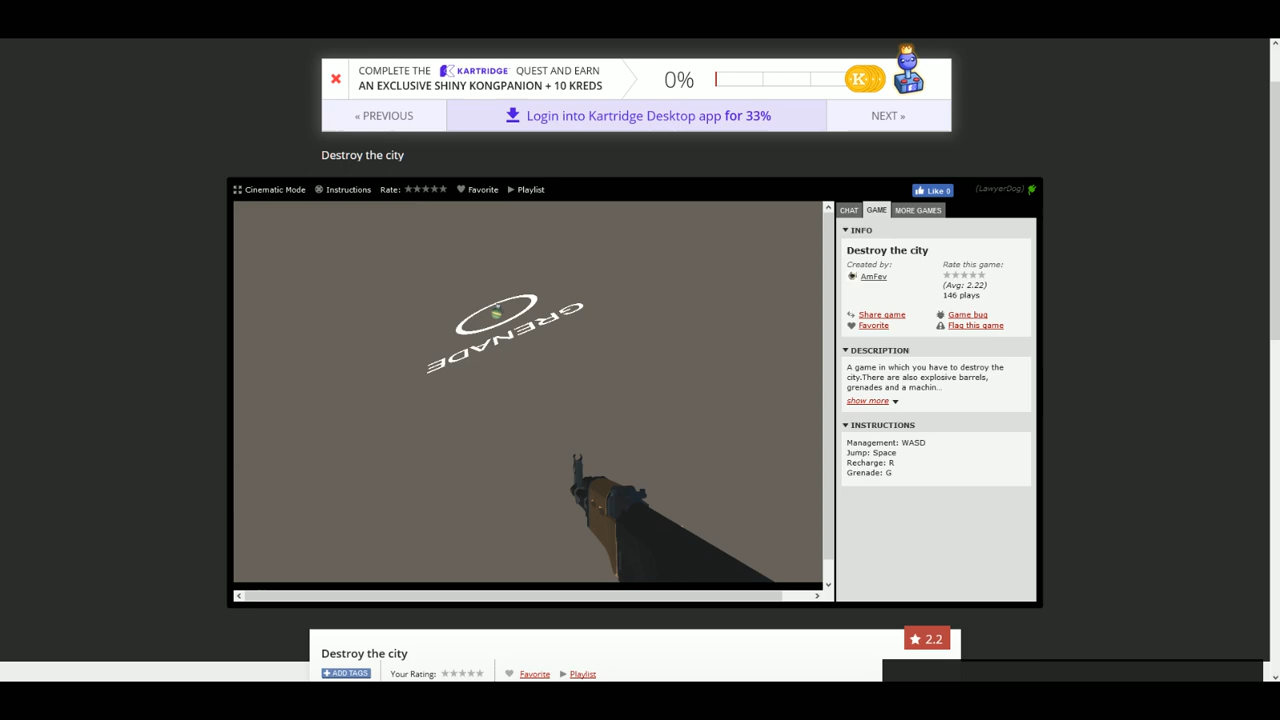 COMPLETE THE KARTRIDGE QUEST AND EARN
AN EXCLUSIVE SHINY KONGPANION + 10 KREDS
0%
K
« PREVIOUS
Login into Kartridge Desktop app for 33%
NEXT »
Destroy the city
Cinematic Mode
Instructions
Rate:
Favorite
Playlist
Like 0
(LawyerDog)
CHAT
GAME
MORE GAMES
GRENADE
INFO
Destroy the city
Created by:
AmFev
Rate this game:
(Avg: 2.22)
146 plays
Share game
Game bug
Favorite
Flag this game
DESCRIPTION
A game in which you have to destroy the
city.There are also explosive barrels,
grenades and a machin...
show more
INSTRUCTIONS
Management: WASD
Jump: Space
Recharge: R
Grenade: G
2.2
Destroy the city
ADD TAGS
Your Rating:
Favorite
Playlist